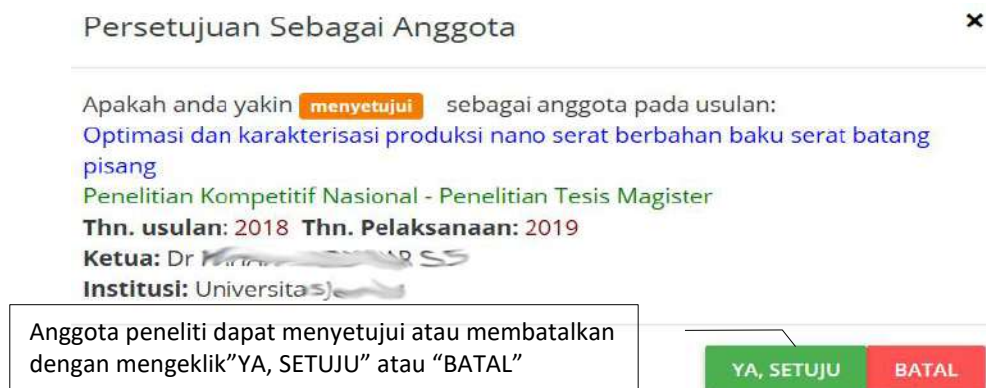 Persetujuan Sebagai Anggota ×
Apakah anda yakin menyetujui sebagai anggota pada usulan:
Optimasi dan karakterisasi produksi nano serat berbahan baku serat batang
pisang
Penelitian Kompetitif Nasional - Penelitian Tesis Magister
Thn. usulan: 2018 Thn. Pelaksanaan: 2019
Ketua: Dr
Institusi: Universitas
Anggota peneliti dapat menyetujui atau membatalkan
dengan mengeklik”YA, SETUJU” atau “BATAL”
YA, SETUJU BATAL